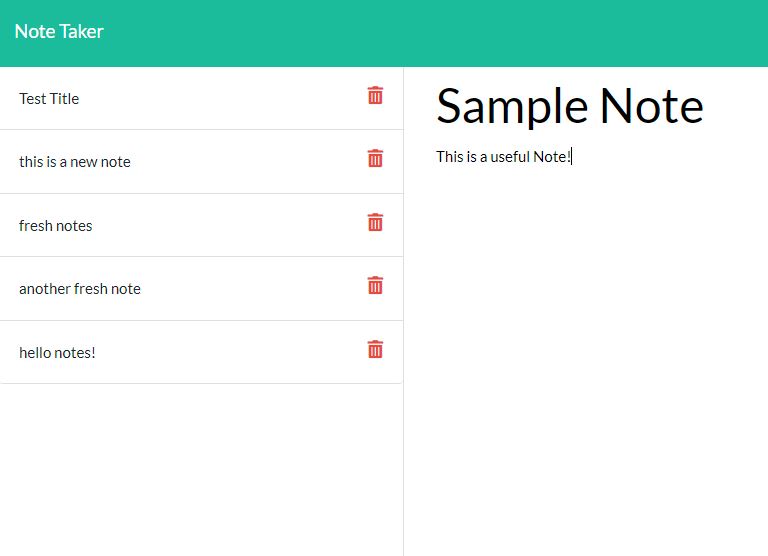 Note Taker
Test Title
this is a new note
fresh notes
another fresh note
hello notes!
Sample Note
This is a useful Note!